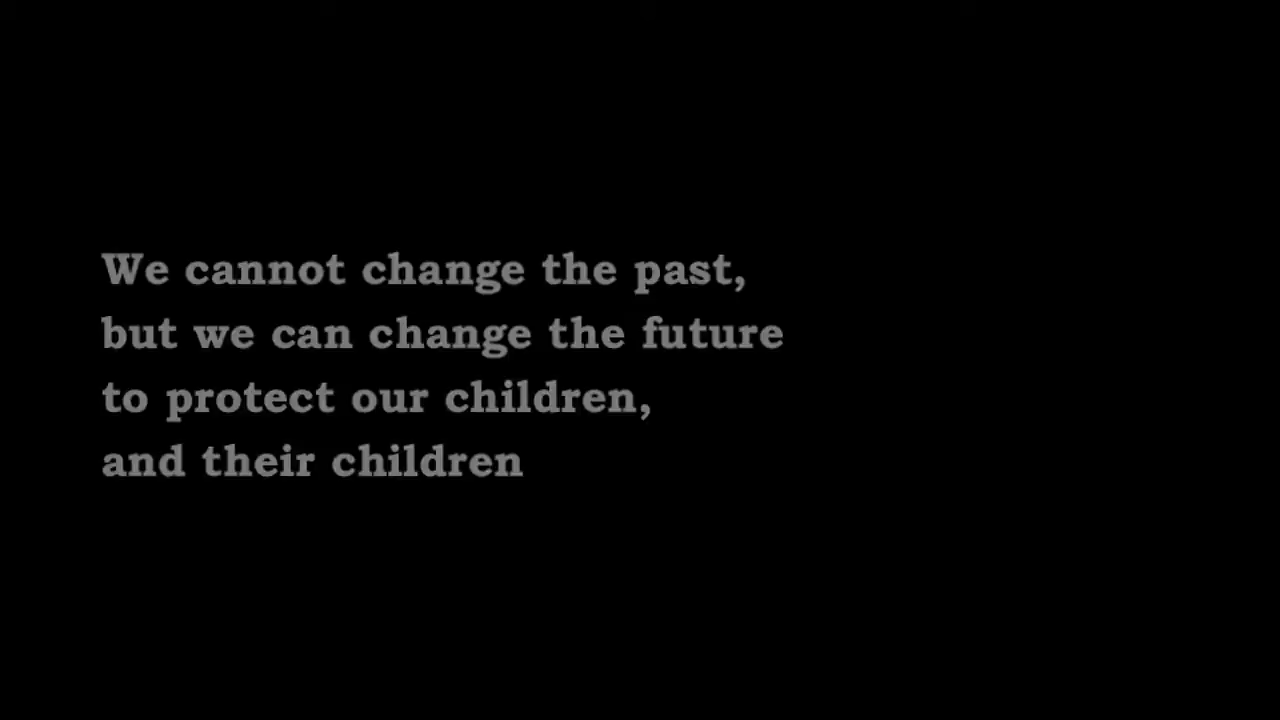 We cannot change the past,
but we can change the future
to protect our children,
and their children